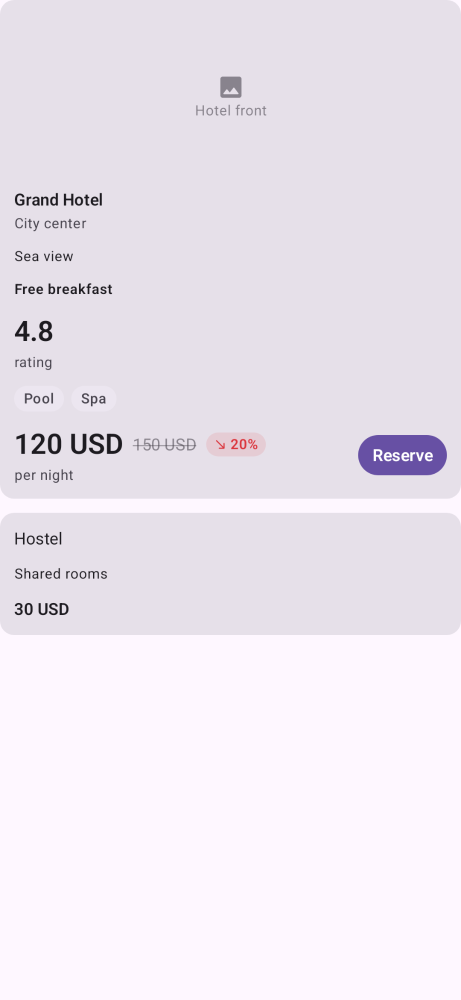 Hotel front
Grand Hotel
City center
Sea view
Free breakfast
4.8
rating
Pool Spa
120 USD 150 USD 20%
Reserve
per night
Hostel
Shared rooms
30 USD